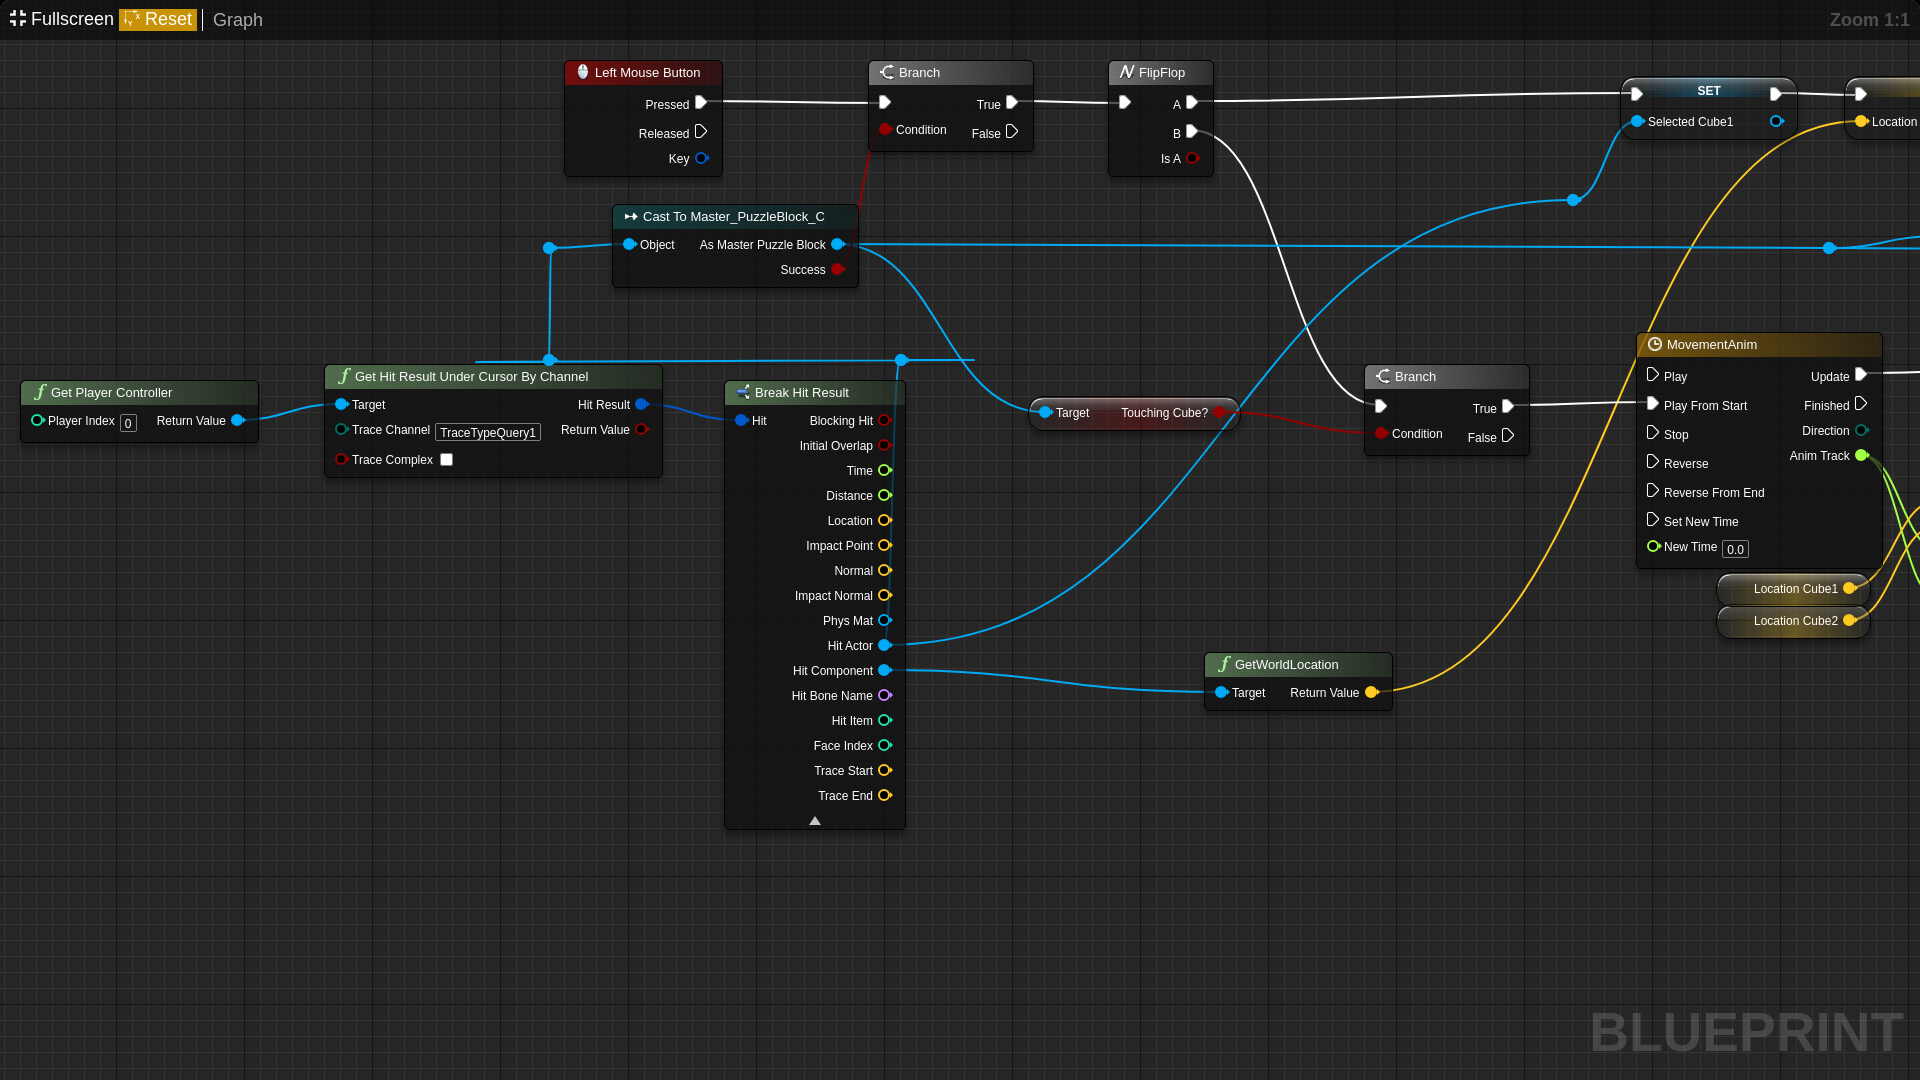 Fullscreen Reset Graph Zoom 1:1
Left Mouse Button
Pressed
Released
Key
Branch
True
Condition
False
FlipFlop
A
B
Is A
SET
Selected Cube1
Location
Cast To Master_PuzzleBlock_C
Object As Master Puzzle Block
Success
Get Player Controller
Player Index 0 Return Value
Get Hit Result Under Cursor By Channel
Target Hit Result
Trace Channel TraceTypeQuery1 Return Value
Trace Complex
Break Hit Result
Hit Blocking Hit
Initial Overlap
Time
Distance
Location
Impact Point
Normal
Impact Normal
Phys Mat
Hit Actor
Hit Component
Hit Bone Name
Hit Item
Face Index
Trace Start
Trace End
Target Touching Cube?
Branch
True
Condition False
MovementAnim
Play Update
Play From Start Finished
Stop Direction
Reverse Anim Track
Reverse From End
Set New Time
New Time 0.0
Location Cube1
Location Cube2
GetWorldLocation
Target Return Value
BLUEPRINT